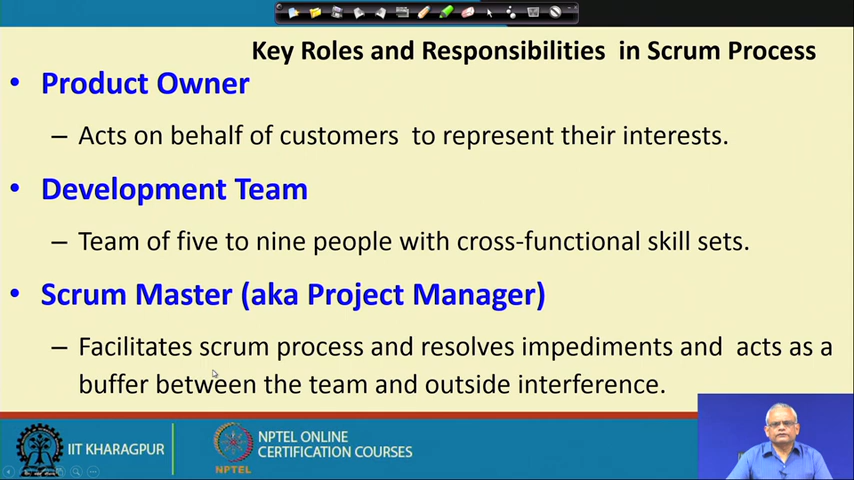 Key Roles and Responsibilities in Scrum Process
• Product Owner
– Acts on behalf of customers to represent their interests.
• Development Team
– Team of five to nine people with cross-functional skill sets.
• Scrum Master (aka Project Manager)
– Facilitates scrum process and resolves impediments and acts as a
buffer between the team and outside interference.
IIT KHARAGPUR
NPTEL
NPTEL ONLINE
CERTIFICATION COURSES